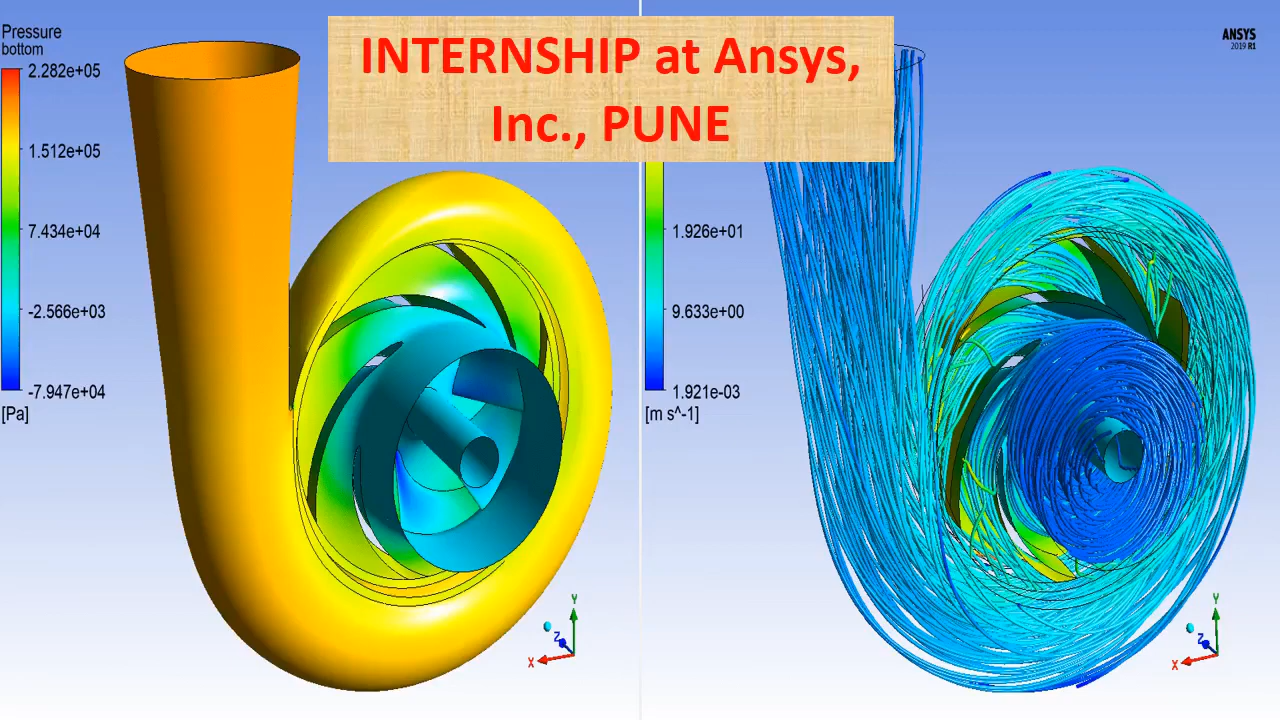 Pressure
bottom
2.282e+05
1.512e+05
7.434e+04
-2.566e+03
-7.947e+04
[Pa]
INTERNSHIP at Ansys,
Inc., PUNE
ANSYS
2019 R1
1.926e+01
9.633e+00
1.921e-03
[m s^-1]
Y
Z
X
Y
Z
X